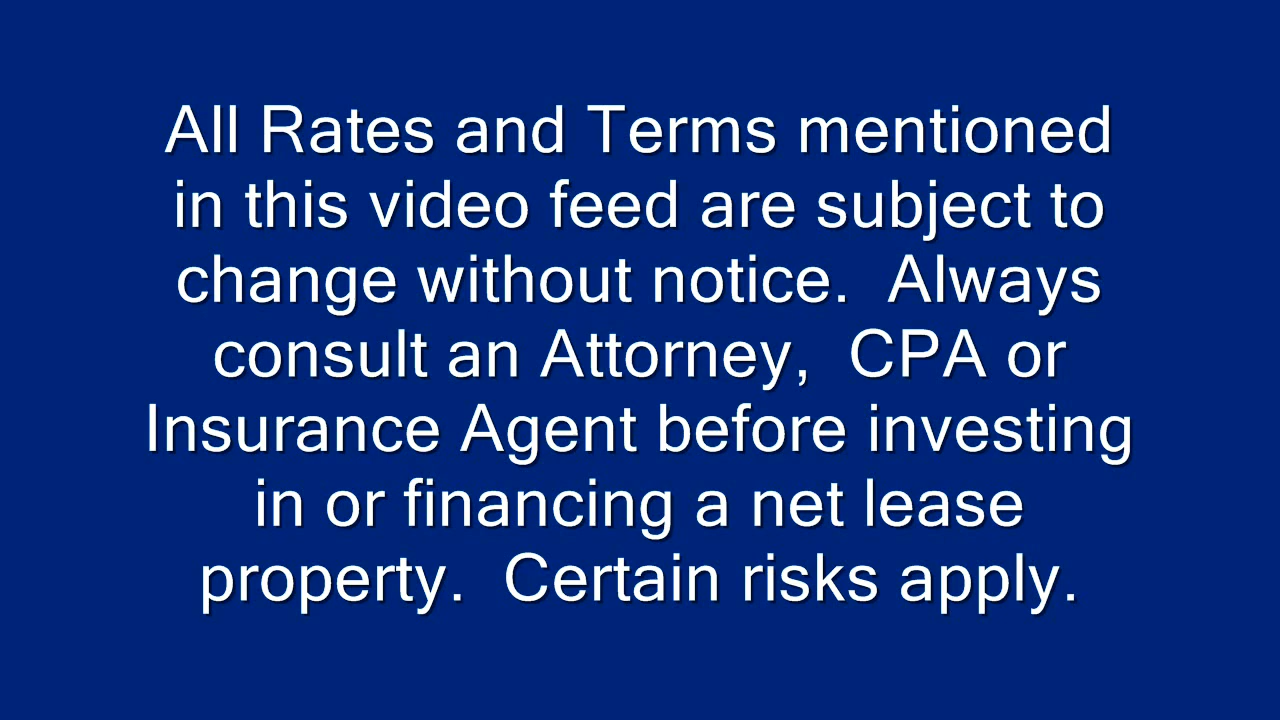 All Rates and Terms mentioned
in this video feed are subject to
change without notice.  Always
consult an Attorney,  CPA or
Insurance Agent before investing
in or financing a net lease
property.  Certain risks apply.